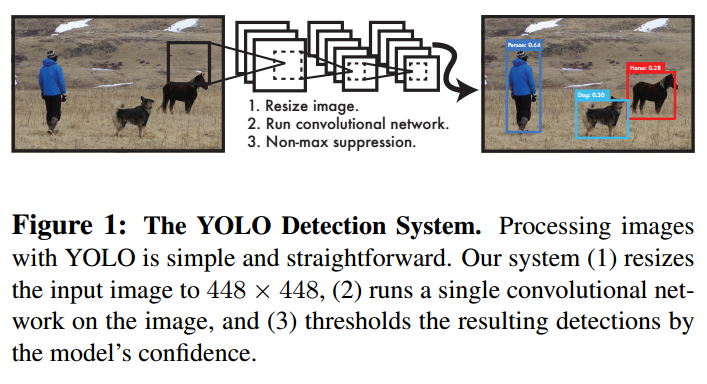 Person: 0.64
Horse: 0.28
Dog: 0.30
1. Resize image.
2. Run convolutional network.
3. Non-max suppression.
Figure 1: The YOLO Detection System. Processing images
with YOLO is simple and straightforward. Our system (1) resizes
the input image to 448 × 448, (2) runs a single convolutional net-
work on the image, and (3) thresholds the resulting detections by
the model’s confidence.